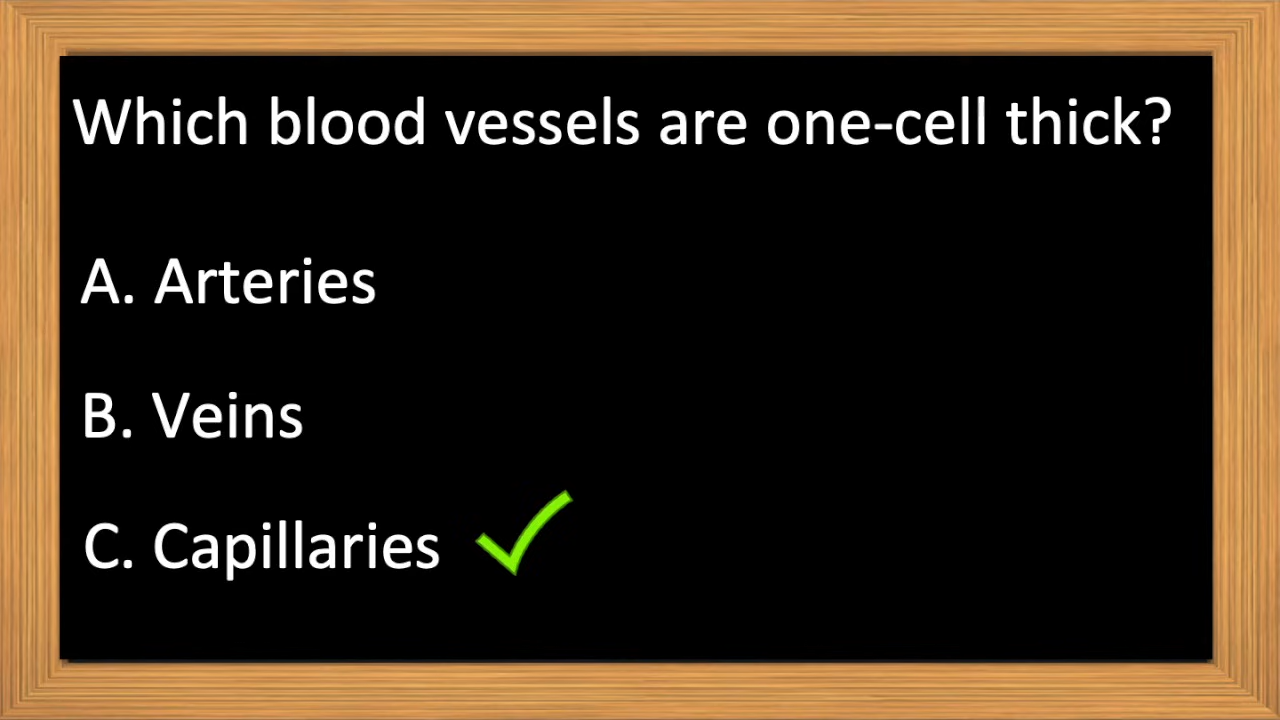 Which blood vessels are one-cell thick?
A. Arteries
B. Veins
C. Capillaries